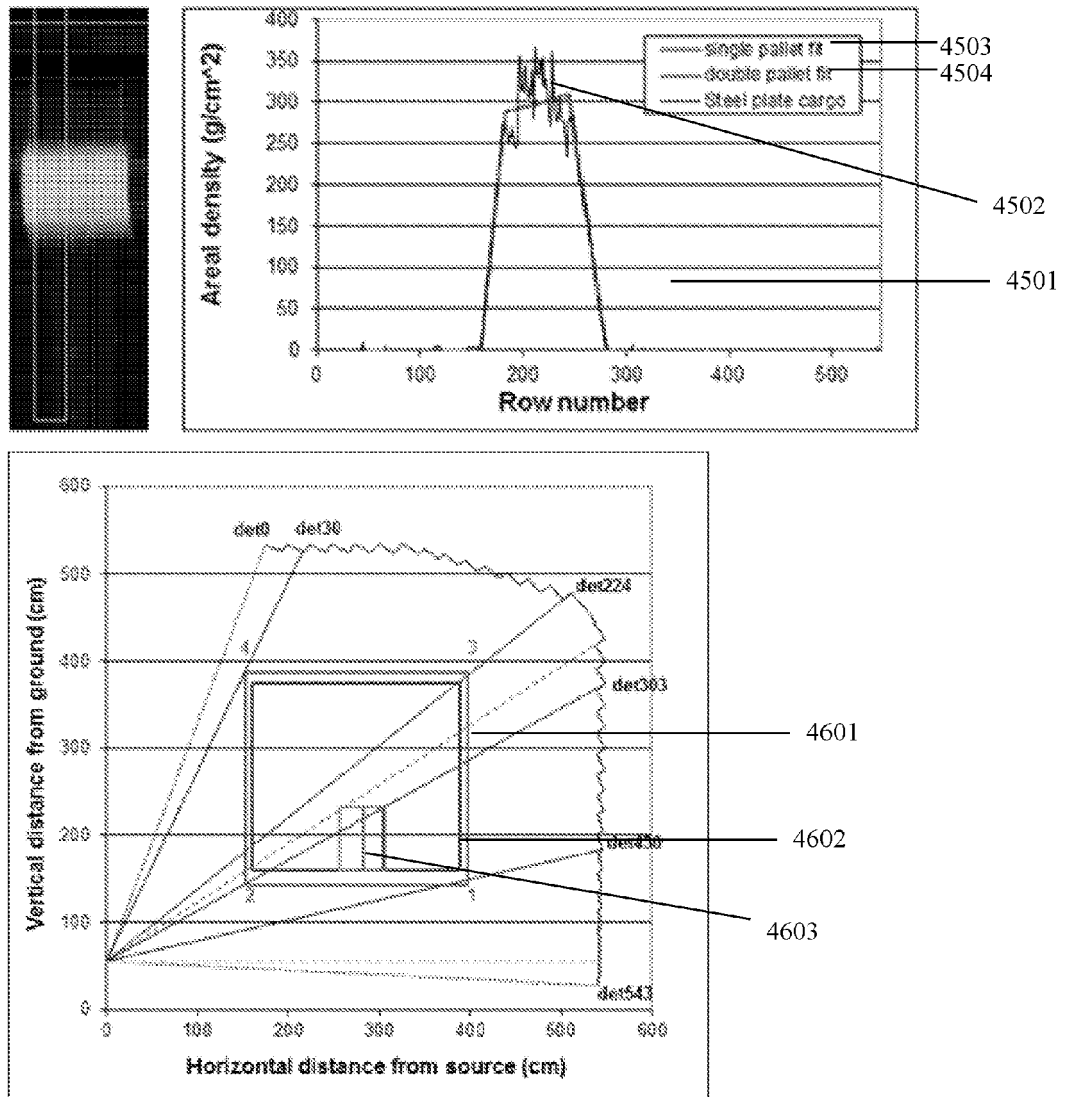 400
350
300
250
200
150
100
50
0
Areal density (g/cm^2)
single pallet fit
double pallet fit
Steel plate cargo
4503
4504
4502
4501
0 100 200 300 400 500
Row number
600
500
400
300
200
100
0
Vertical distance from ground (cm)
det0 det30
det224
4 3
det303
4601
4602
2 1
4603
det543
0 100 200 300 400 500 600
Horizontal distance from source (cm)